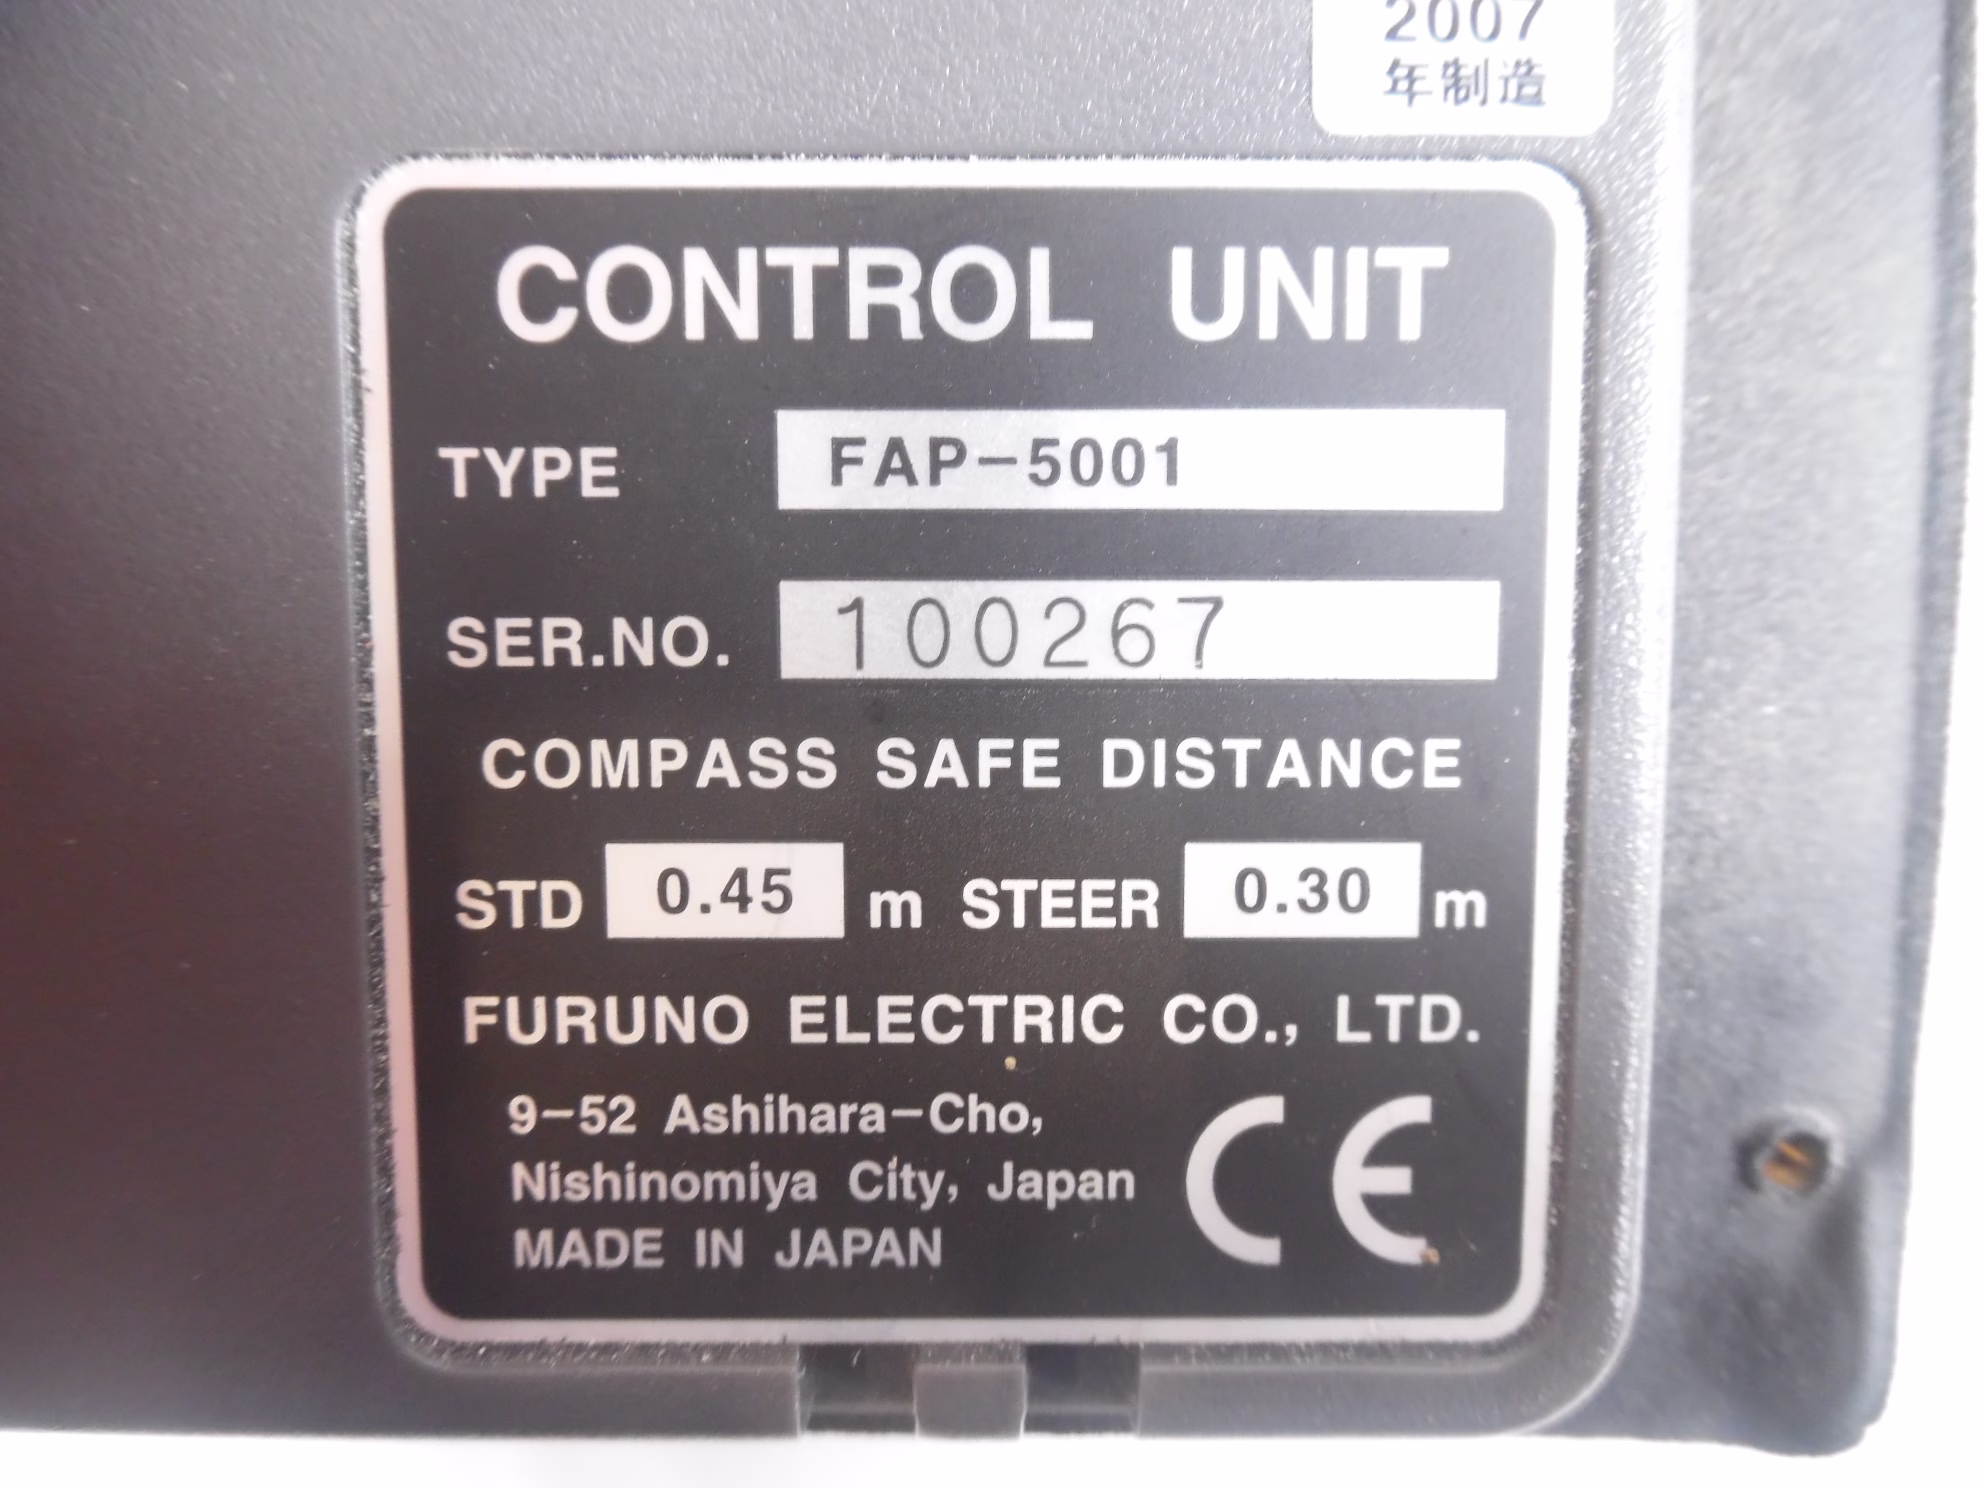 2007
年制造
CONTROL UNIT
TYPE FAP-5001
SER.NO. 100267
COMPASS SAFE DISTANCE
STD 0.45 m STEER 0.30 m
FURUNO ELECTRIC CO., LTD.
9-52 Ashihara-Cho,
Nishinomiya City, Japan
MADE IN JAPAN
CE